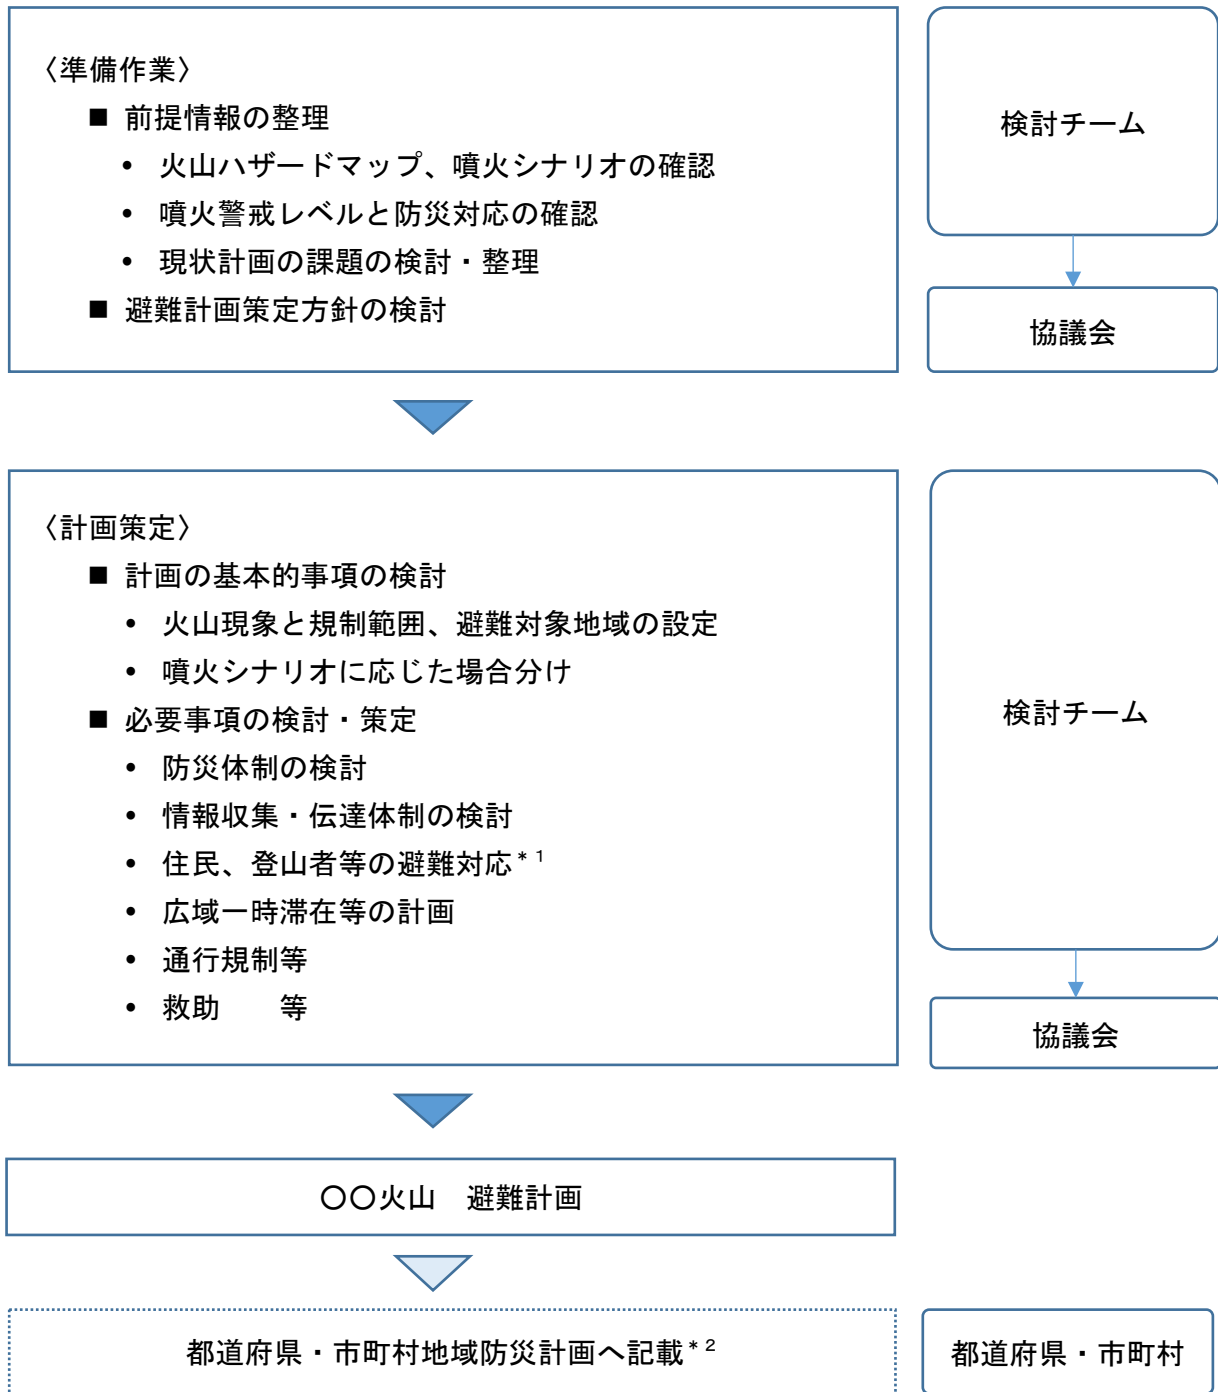 〈準備作業〉
■ 前提情報の整理
• 火山ハザードマップ、噴火シナリオの確認
• 噴火警戒レベルと防災対応の確認
• 現状計画の課題の検討・整理
■ 避難計画策定方針の検討
検討チーム
協議会
〈計画策定〉
■ 計画の基本的事項の検討
• 火山現象と規制範囲、避難対象地域の設定
• 噴火シナリオに応じた場合分け
■ 必要事項の検討・策定
• 防災体制の検討
• 情報収集・伝達体制の検討
• 住民、登山者等の避難対応*1
• 広域一時滞在等の計画
• 通行規制等
• 救助　　等
検討チーム
協議会
〇〇火山　避難計画
都道府県・市町村地域防災計画へ記載*2
都道府県・市町村